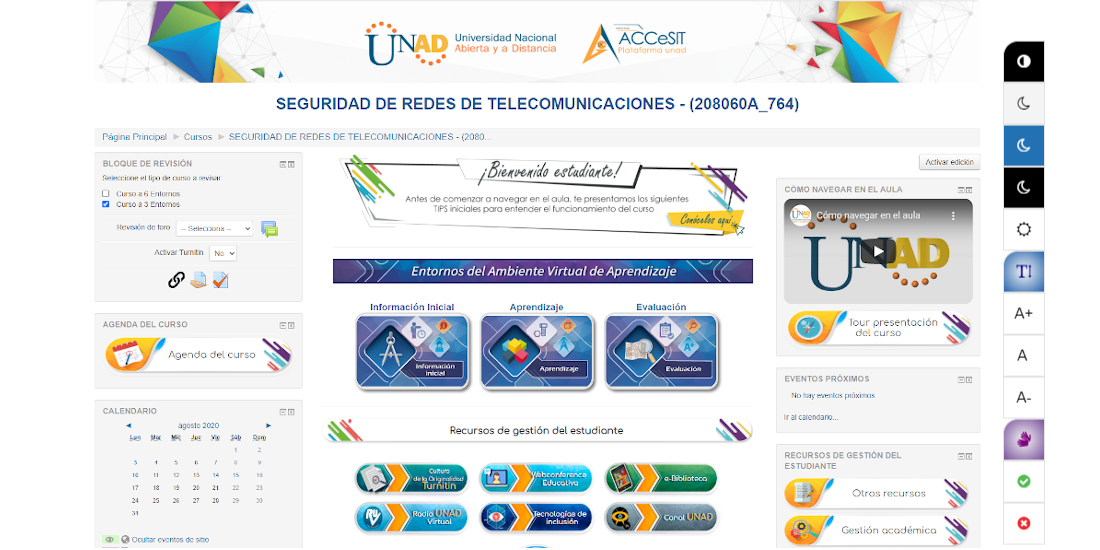 UNAD Universidad Nacional
Abierta y a Distancia
ACCeSIT
Plataforma unad
SEGURIDAD DE REDES DE TELECOMUNICACIONES - (208060A_764)
Página Principal ► Cursos ► SEGURIDAD DE REDES DE TELECOMUNICACIONES - (2080...
BLOQUE DE REVISIÓN
Seleccione el tipo de curso a revisar
Curso a 6 Entornos
Curso a 3 Entornos
Revisión de foro -- Selecciona --
Activar Turnitin No
AGENDA DEL CURSO
Agenda del curso
CALENDARIO
◄ agosto 2020 ►
Lun Mar Mié Jue Vie Sáb Dom
1 2
3 4 5 6 7 8 9
10 11 12 13 14 15 16
17 18 19 20 21 22 23
24 25 26 27 28 29 30
31
Ocultar eventos de sitio
¡Bienvenido estudiante!
Antes de comenzar a navegar en el aula, te presentamos los siguientes
TIPS iniciales para entender el funcionamiento del curso
Conócelos aquí
Entornos del Ambiente Virtual de Aprendizaje
Información Inicial Aprendizaje Evaluación
Información
inicial
Aprendizaje
Evaluación
Recursos de gestión del estudiante
Cultura
de la Originalidad
Turnitin
Webconference
Educativa
e-Biblioteca
Radio UNAD
Virtual
Tecnologías de
Inclusión
Canal UNAD
Activar edición
CÓMO NAVEGAR EN EL AULA
Cómo navegar en el aula
UNAD
Tour presentación
del curso
EVENTOS PRÓXIMOS
No hay eventos próximos
Ir al calendario...
RECURSOS DE GESTIÓN DEL
ESTUDIANTE
Otros recursos
Gestión académica
T
A+
A
A-